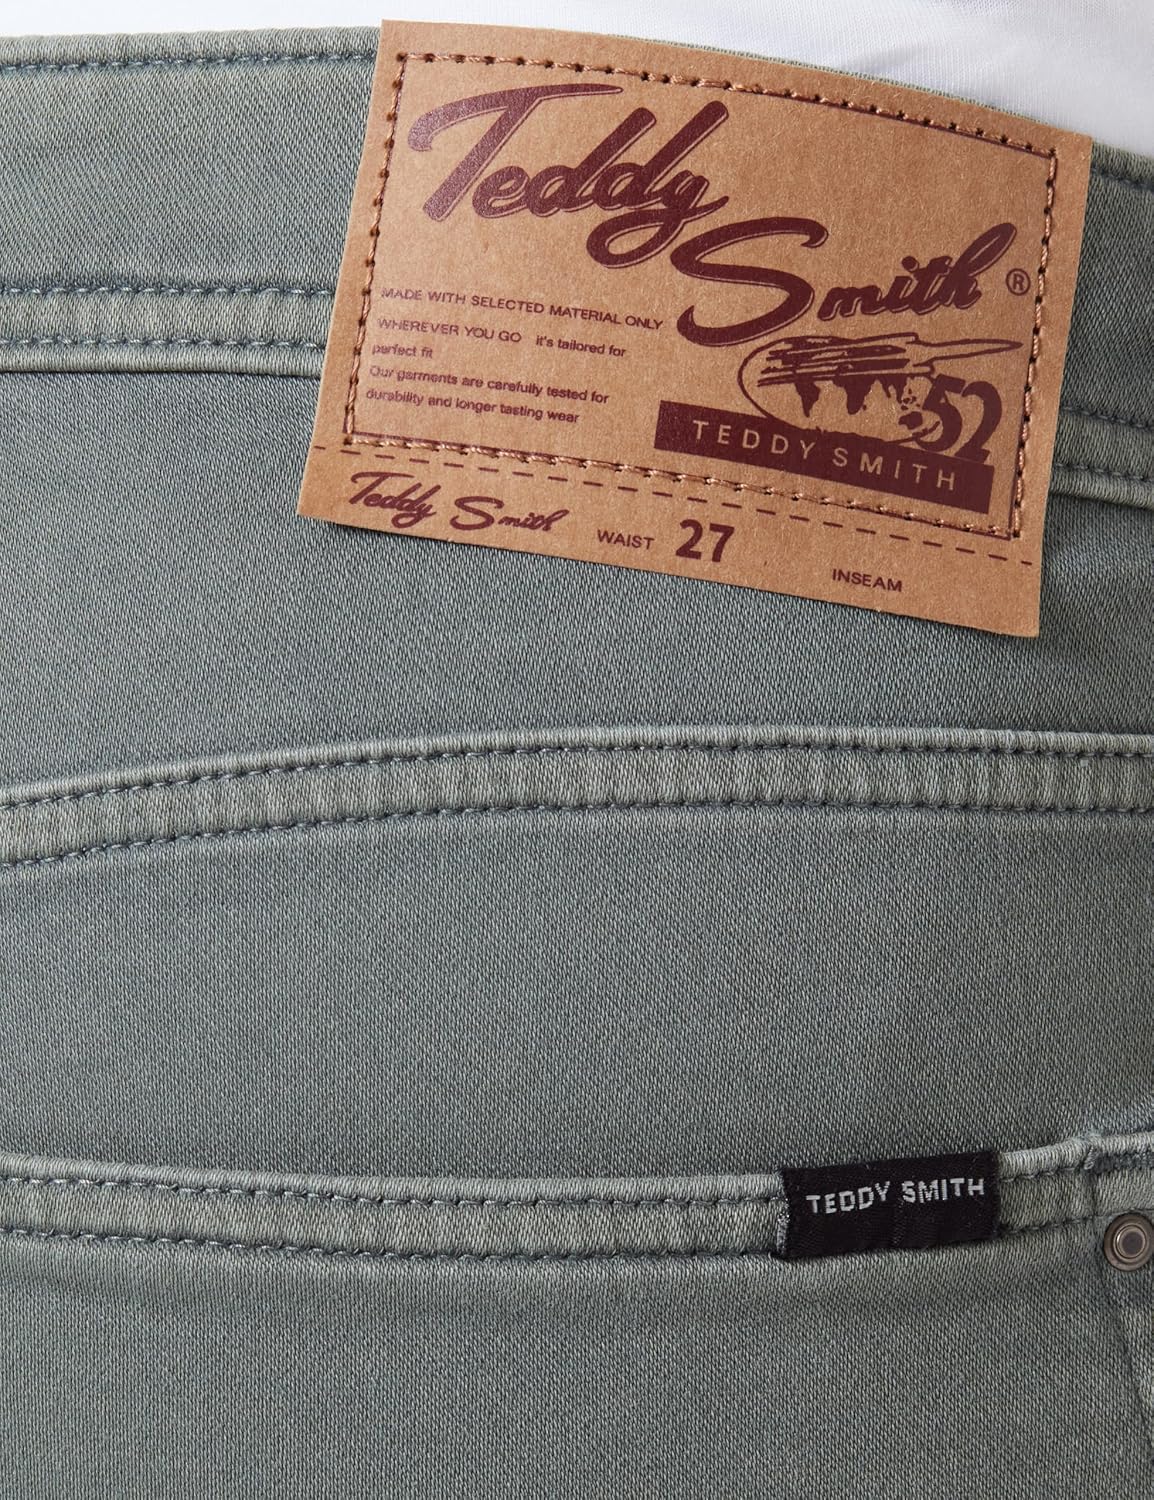 Teddy
Smith ®
MADE WITH SELECTED MATERIAL ONLY
WHEREVER YOU GO it's tailored for
perfect fit
Our garments are carefully tested for
durability and longer tasting wear
52
TEDDY SMITH
Teddy Smith WAIST 27 INSEAM
TEDDY SMITH